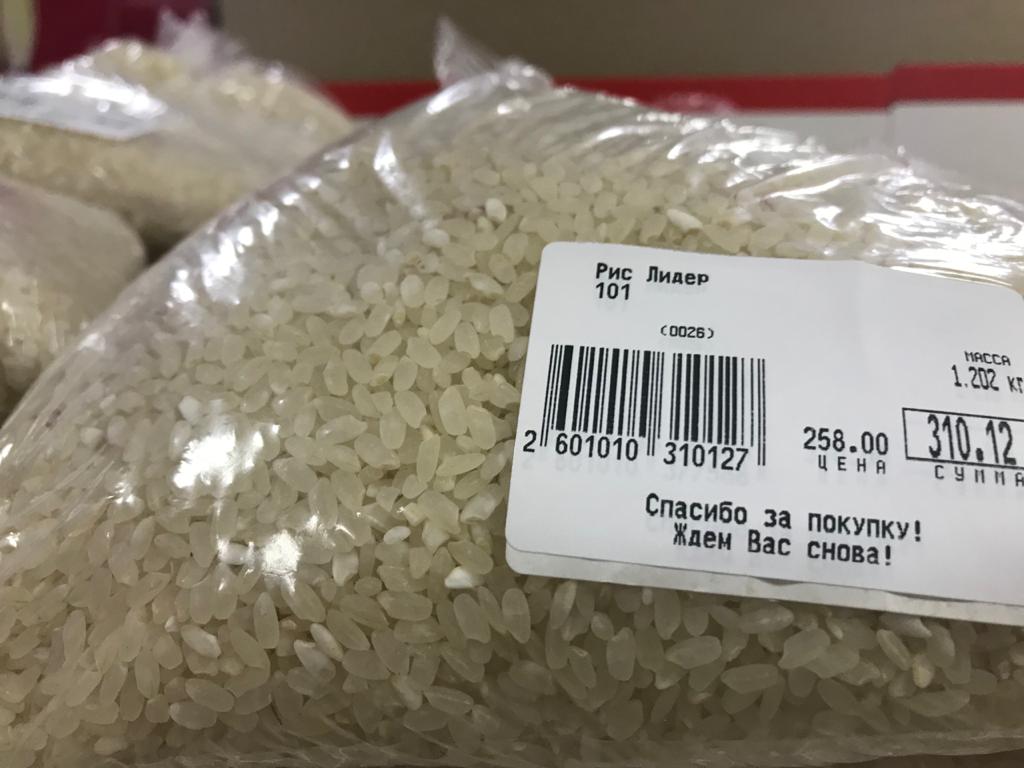 Рис Лидер
101
(0026)
МАССА
1.202 кг
258.00
ЦЕНА
310.12
СУММА
2 601010 310127
Спасибо за покупку!
Ждем Вас снова!